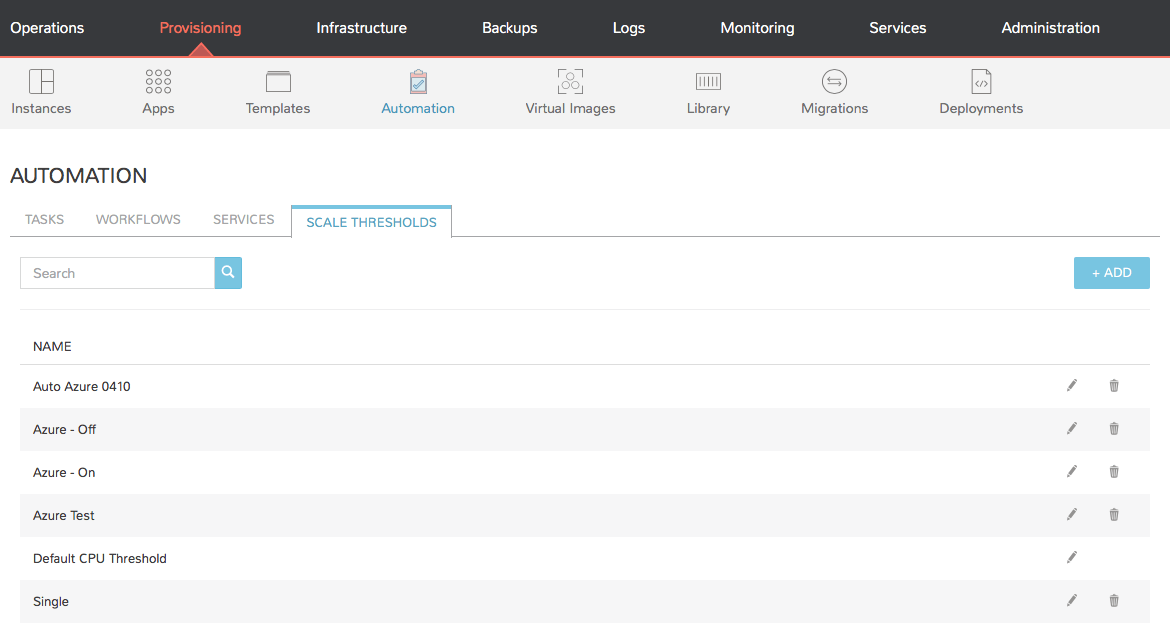 Operations Provisioning Infrastructure Backups Logs Monitoring Services Administration
Instances Apps Templates Automation Virtual Images Library Migrations Deployments
AUTOMATION
TASKS WORKFLOWS SERVICES SCALE THRESHOLDS
Search + ADD
NAME
Auto Azure 0410
Azure - Off
Azure - On
Azure Test
Default CPU Threshold
Single